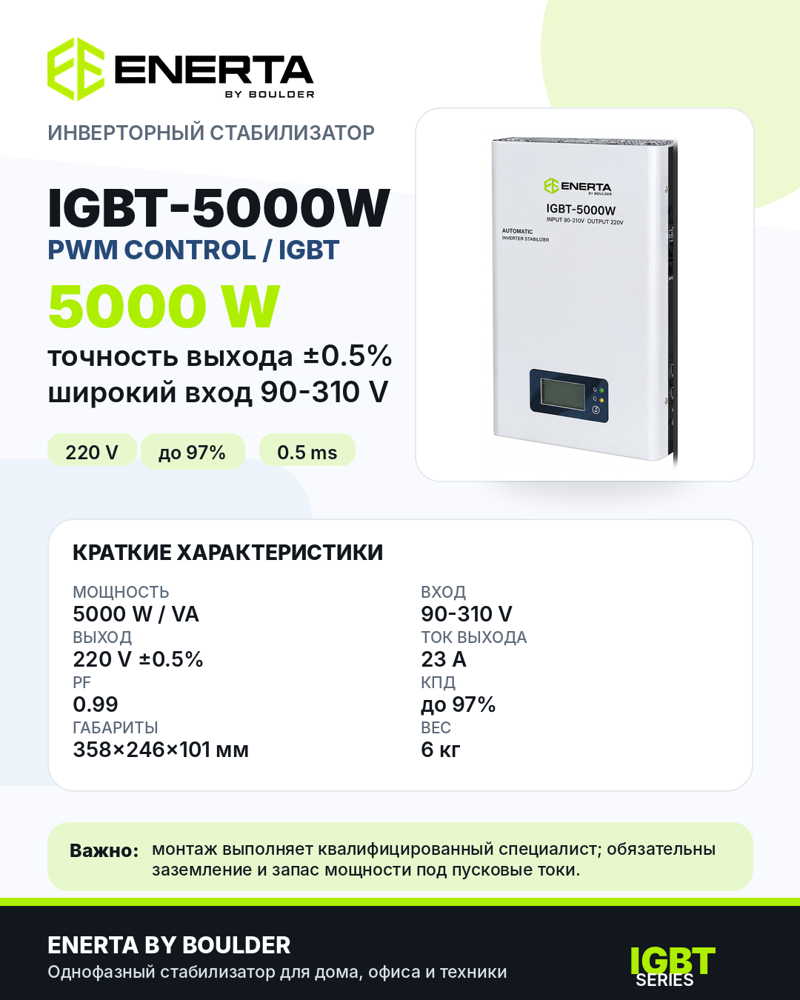 ENERTA
BY BOULDER
ИНВЕРТОРНЫЙ СТАБИЛИЗАТОР
IGBT-5000W
PWM CONTROL / IGBT
5000 W
точность выхода ±0.5%
широкий вход 90-310 V
220 V
до 97%
0.5 ms
ENERTA
BY BOULDER
IGBT-5000W
INPUT 90-310V OUTPUT 220V
AUTOMATIC
INVERTER STABILIZER
КРАТКИЕ ХАРАКТЕРИСТИКИ
МОЩНОСТЬ
5000 W / VA
ВЫХОД
220 V ±0.5%
PF
0.99
ГАБАРИТЫ
358×246×101 мм
ВХОД
90-310 V
ТОК ВЫХОДА
23 A
КПД
до 97%
ВЕС
6 кг
Важно: монтаж выполняет квалифицированный специалист; обязательны
заземление и запас мощности под пусковые токи.
ENERTA BY BOULDER
Однофазный стабилизатор для дома, офиса и техники
IGBT
SERIES